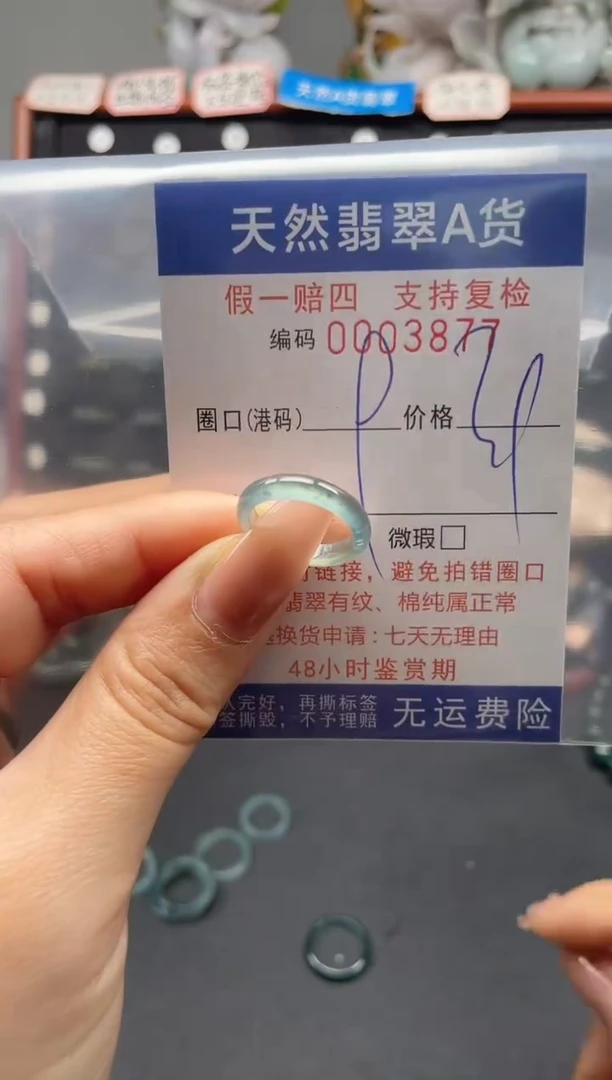 天然翡翠A货
假一赔四 支持复检
编码 0003877
圈口(港码) 价格
微瑕
链接，避免拍错圈口
翡翠有纹、棉纯属正常
换货申请：七天无理由
48小时鉴赏期
完好，再撕标签
签撕毁，不予理赔
无运费险